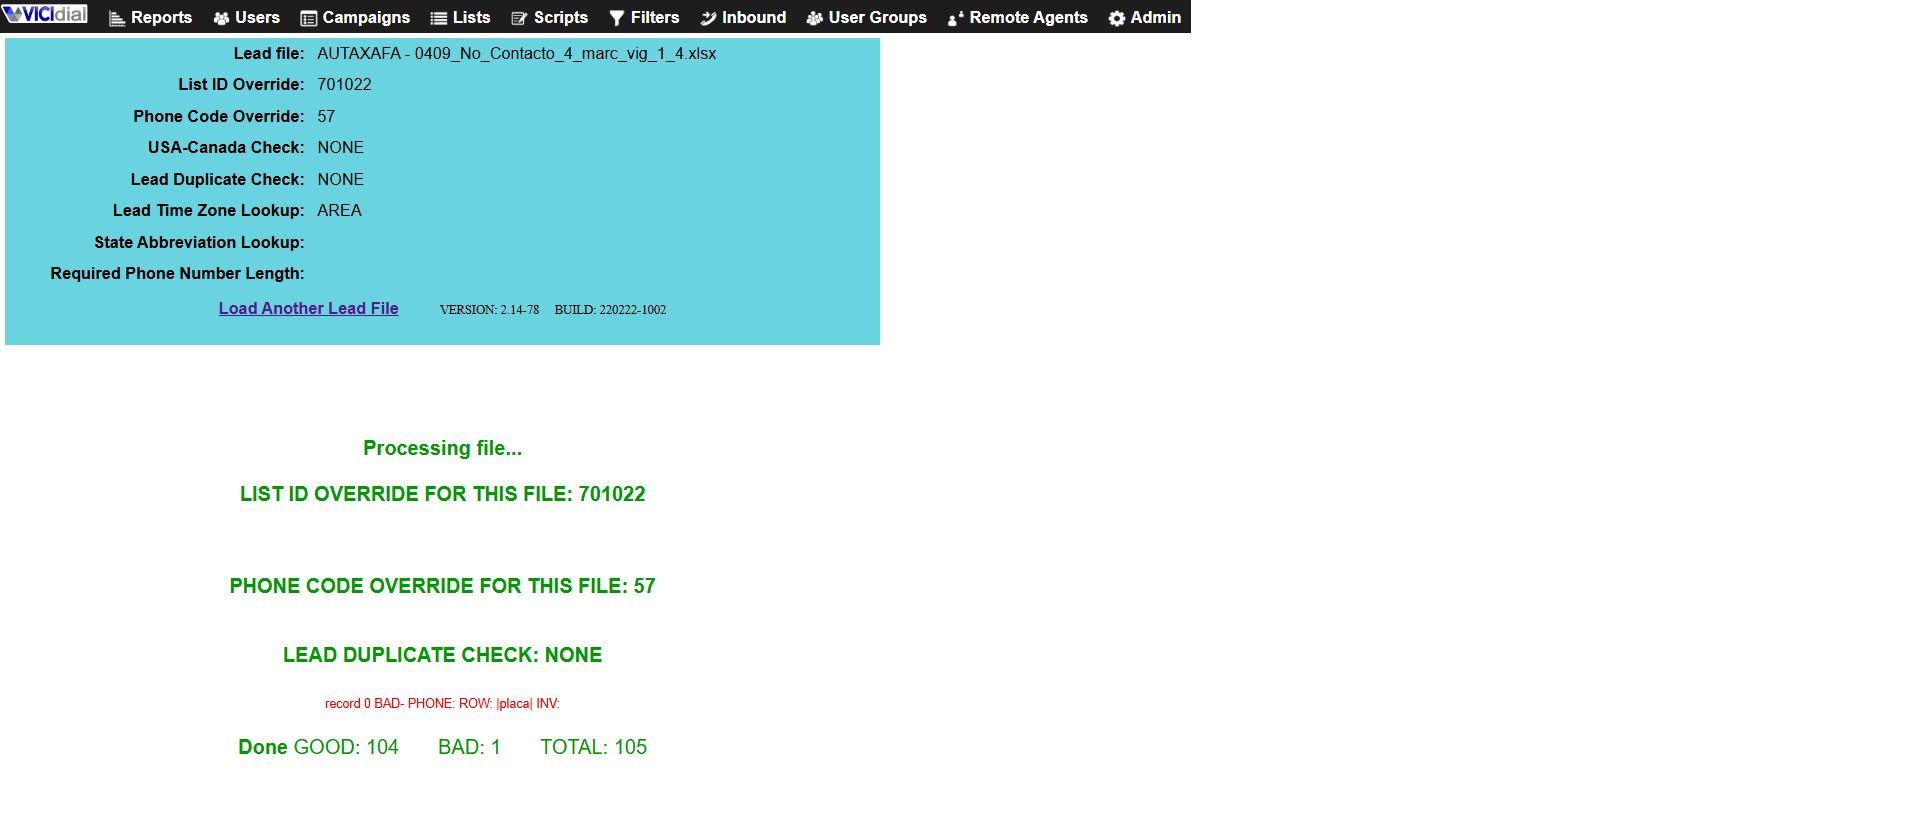 VICIdial Reports Users Campaigns Lists Scripts Filters Inbound User Groups Remote Agents Admin
Lead file: AUTAXAFA - 0409_No_Contacto_4_marc_vig_1_4.xlsx
List ID Override: 701022
Phone Code Override: 57
USA-Canada Check: NONE
Lead Duplicate Check: NONE
Lead Time Zone Lookup: AREA
State Abbreviation Lookup:
Required Phone Number Length:
Load Another Lead File VERSION: 2.14-78 BUILD: 220222-1002
Processing file...
LIST ID OVERRIDE FOR THIS FILE: 701022
PHONE CODE OVERRIDE FOR THIS FILE: 57
LEAD DUPLICATE CHECK: NONE
record 0 BAD- PHONE: ROW: |placa| INV:
Done GOOD: 104 BAD: 1 TOTAL: 105